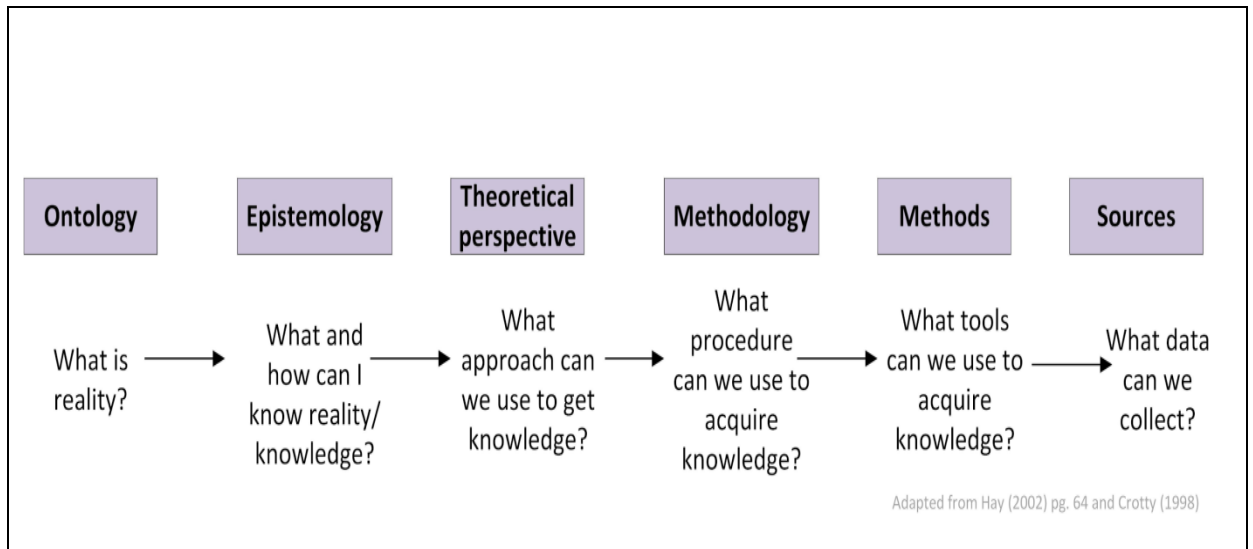 Ontology
Epistemology
Theoretical
perspective
Methodology
Methods
Sources
What is
reality?
What and
how can I
know reality/
knowledge?
What
approach can
we use to get
knowledge?
What
procedure
can we use to
acquire
knowledge?
What tools
can we use to
acquire
knowledge?
What data
can we
collect?
Adapted from Hay (2002) pg. 64 and Crotty (1998)